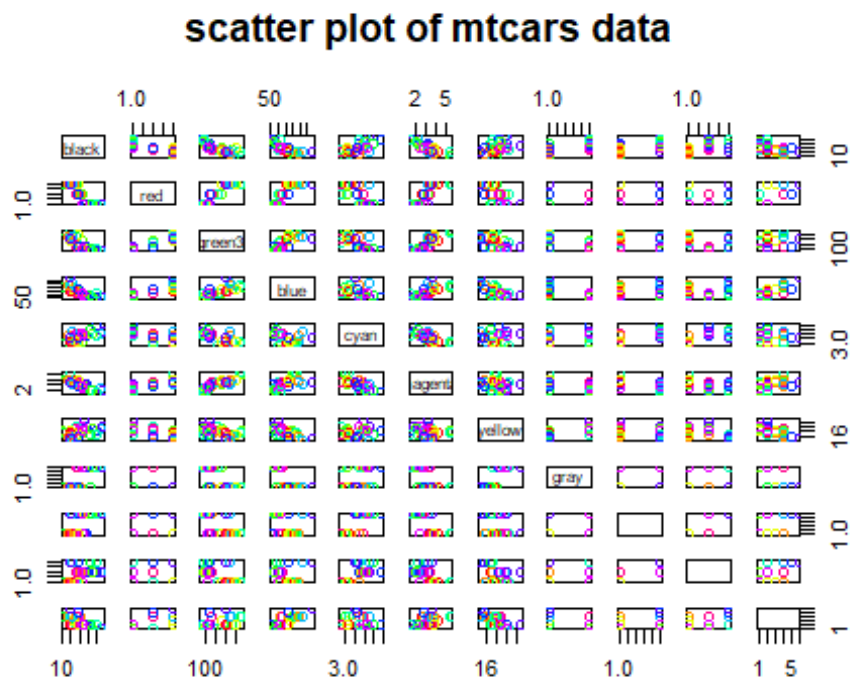 scatter plot of mtcars data
1.0 50 2 5 1.0 1.0
black 10
1.0 red
green3 100
50 blue
cyan 3.0
2 agent
yellow 16
1.0 gray
1.0
1.0
1
10 100 3.0 16 1.0 1 5